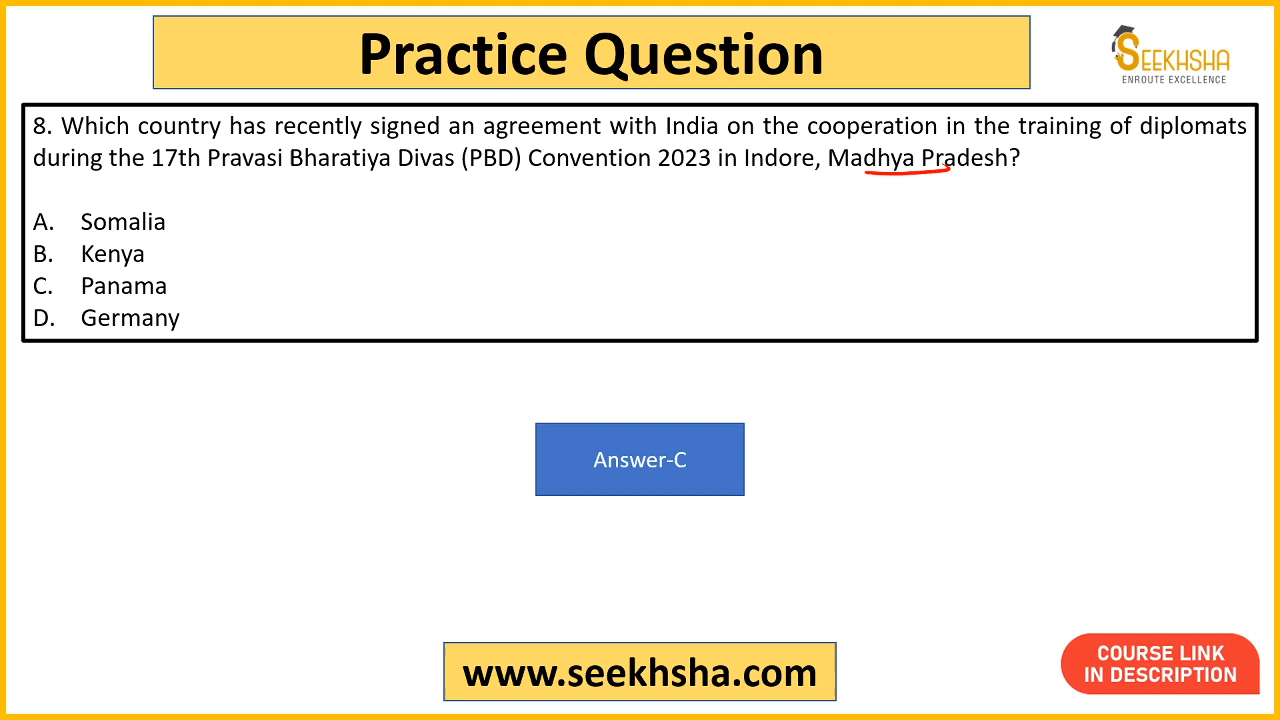 Practice Question
SEEKHSHA
ENROUTE EXCELLENCE
8. Which country has recently signed an agreement with India on the cooperation in the training of diplomats
during the 17th Pravasi Bharatiya Divas (PBD) Convention 2023 in Indore, Madhya Pradesh?
A. Somalia
B. Kenya
C. Panama
D. Germany
Answer-C
www.seekhsha.com
COURSE LINK
IN DESCRIPTION